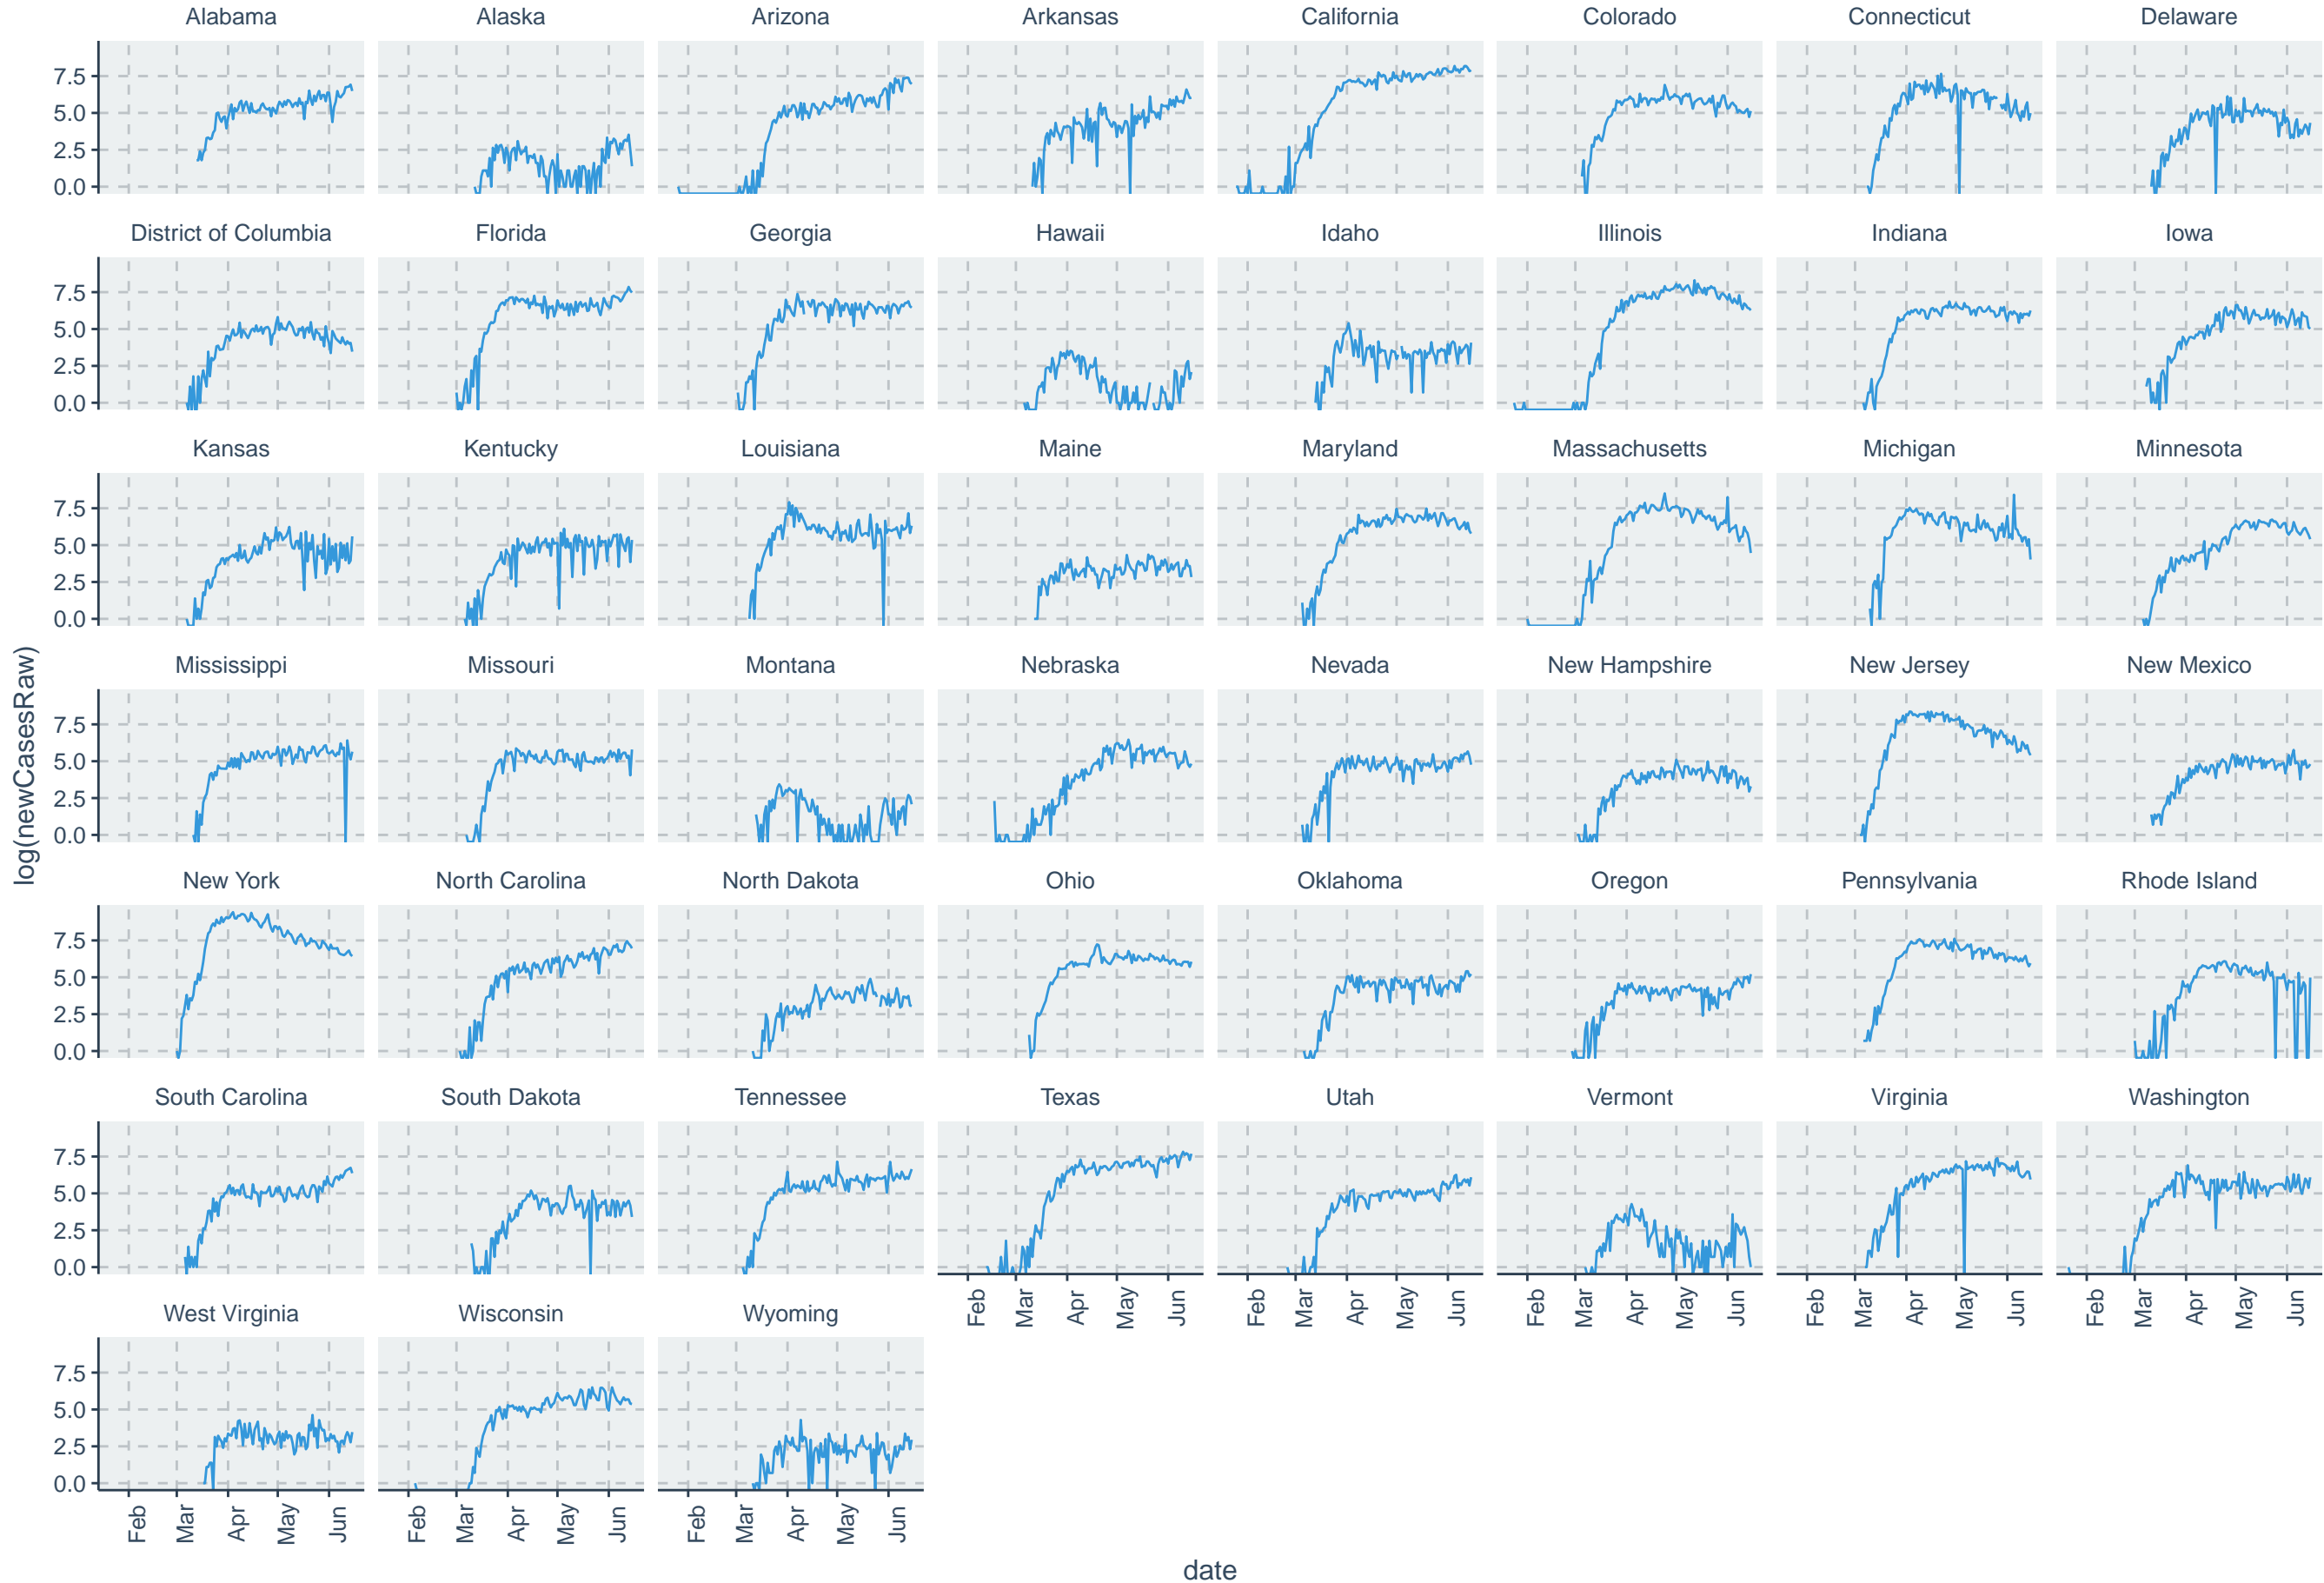 Alabama Alaska Arizona Arkansas California Colorado Connecticut Delaware
7.5
5.0
2.5
0.0
District of Columbia Florida Georgia Hawaii Idaho Illinois Indiana Iowa
7.5
5.0
2.5
0.0
Kansas Kentucky Louisiana Maine Maryland Massachusetts Michigan Minnesota
7.5
5.0
2.5
0.0
log(newCasesRaw)
Mississippi Missouri Montana Nebraska Nevada New Hampshire New Jersey New Mexico
7.5
5.0
2.5
0.0
New York North Carolina North Dakota Ohio Oklahoma Oregon Pennsylvania Rhode Island
7.5
5.0
2.5
0.0
South Carolina South Dakota Tennessee Texas Utah Vermont Virginia Washington
7.5
5.0
2.5
0.0
Feb Mar Apr May Jun Feb Mar Apr May Jun Feb Mar Apr May Jun Feb Mar Apr May Jun Feb Mar Apr May Jun
West Virginia Wisconsin Wyoming
7.5
5.0
2.5
0.0
Feb Mar Apr May Jun Feb Mar Apr May Jun Feb Mar Apr May Jun
date